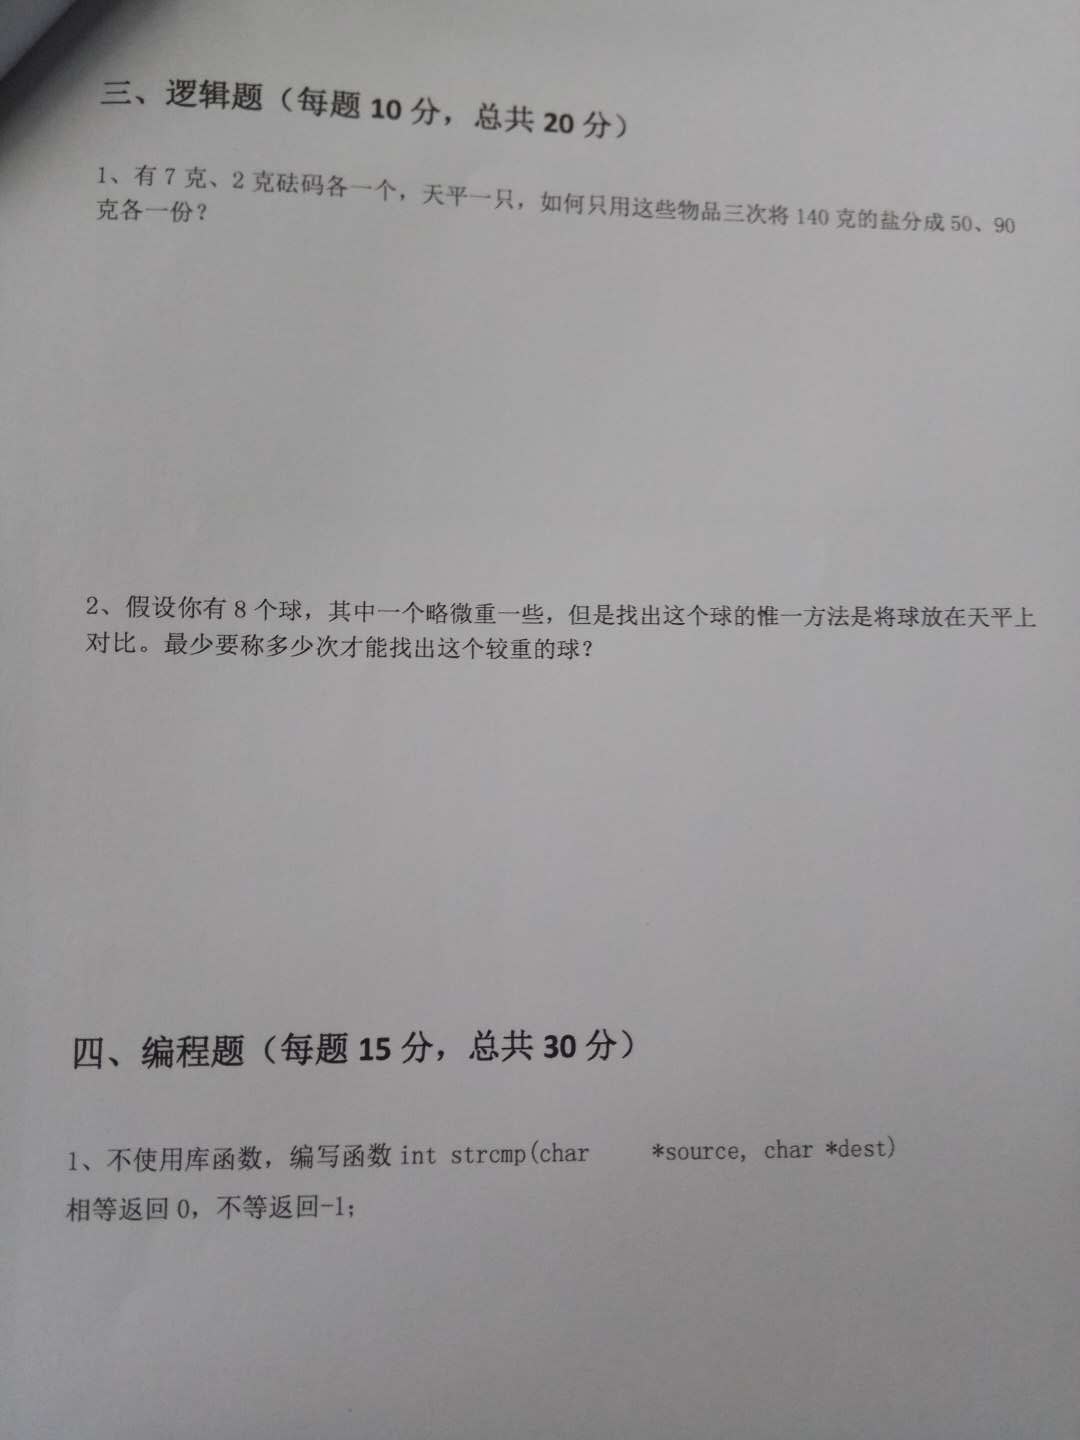 三、逻辑题（每题 10 分，总共 20 分）
1、有 7 克、2 克砝码各一个，天平一只，如何只用这些物品三次将 140 克的盐分成 50、90
克各一份？
2、假设你有 8 个球，其中一个略微重一些，但是找出这个球的惟一方法是将球放在天平上
对比。最少要称多少次才能找出这个较重的球？
四、编程题（每题 15 分，总共 30 分）
1、不使用库函数，编写函数 int strcmp(char *source, char *dest)
相等返回 0，不等返回-1；